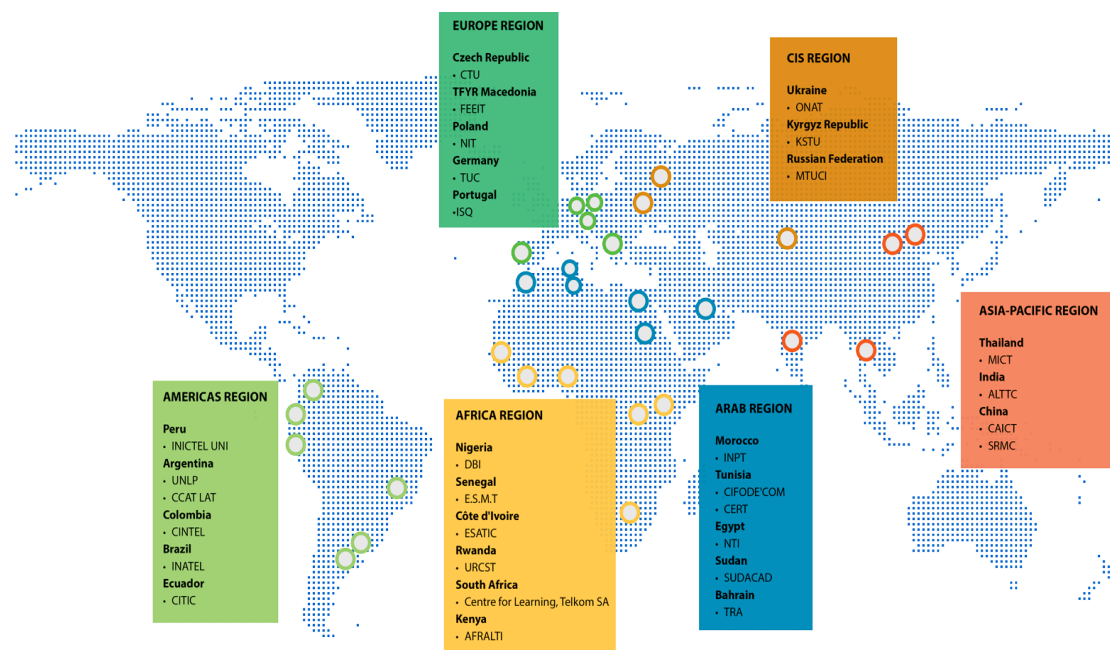 EUROPE REGION
Czech Republic
• CTU
TFYR Macedonia
• FEEIT
Poland
• NIT
Germany
• TUC
Portugal
•ISQ
CIS REGION
Ukraine
• ONAT
Kyrgyz Republic
• KSTU
Russian Federation
• MTUCI
ASIA-PACIFIC REGION
Thailand
• MICT
India
• ALTTC
China
• CAICT
• SRMC
AMERICAS REGION
Peru
• INICTEL UNI
Argentina
• UNLP
• CCAT LAT
Colombia
• CINTEL
Brazil
• INATEL
Ecuador
• CITIC
AFRICA REGION
Nigeria
• DBI
Senegal
• E.S.M.T
Côte d'Ivoire
• ESATIC
Rwanda
• URCST
South Africa
• Centre for Learning, Telkom SA
Kenya
• AFRALTI
ARAB REGION
Morocco
• INPT
Tunisia
• CIFODE'COM
• CERT
Egypt
• NTI
Sudan
• SUDACAD
Bahrain
• TRA